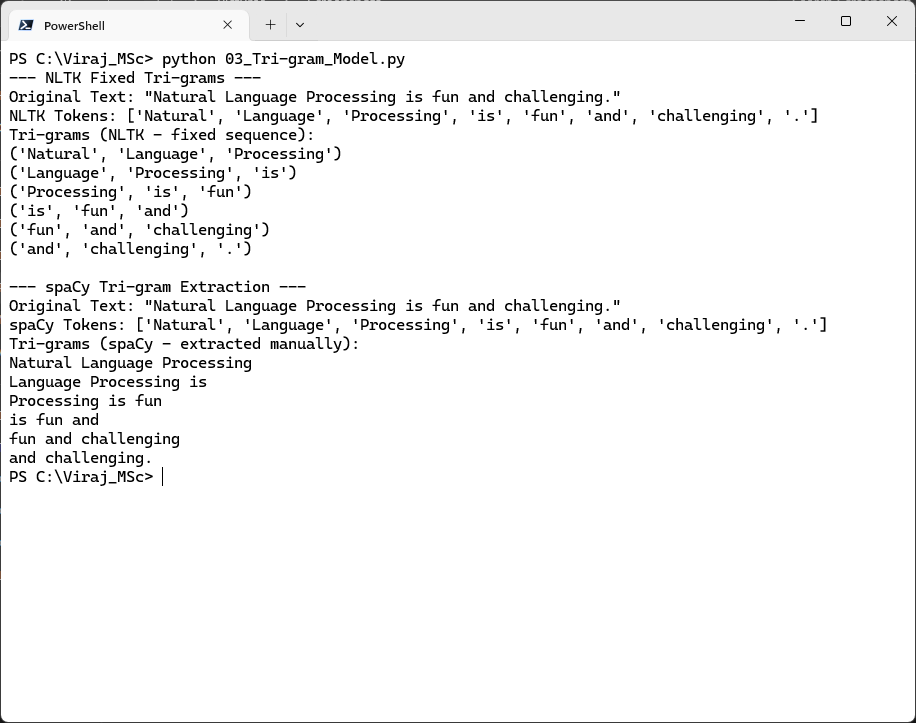 PowerShell
PS C:\Viraj_MSc> python 03_Tri-gram_Model.py
--- NLTK Fixed Tri-grams ---
Original Text: "Natural Language Processing is fun and challenging."
NLTK Tokens: ['Natural', 'Language', 'Processing', 'is', 'fun', 'and', 'challenging', '.']
Tri-grams (NLTK - fixed sequence):
('Natural', 'Language', 'Processing')
('Language', 'Processing', 'is')
('Processing', 'is', 'fun')
('is', 'fun', 'and')
('fun', 'and', 'challenging')
('and', 'challenging', '.')

--- spaCy Tri-gram Extraction ---
Original Text: "Natural Language Processing is fun and challenging."
spaCy Tokens: ['Natural', 'Language', 'Processing', 'is', 'fun', 'and', 'challenging', '.']
Tri-grams (spaCy - extracted manually):
Natural Language Processing
Language Processing is
Processing is fun
is fun and
fun and challenging
and challenging.
PS C:\Viraj_MSc>